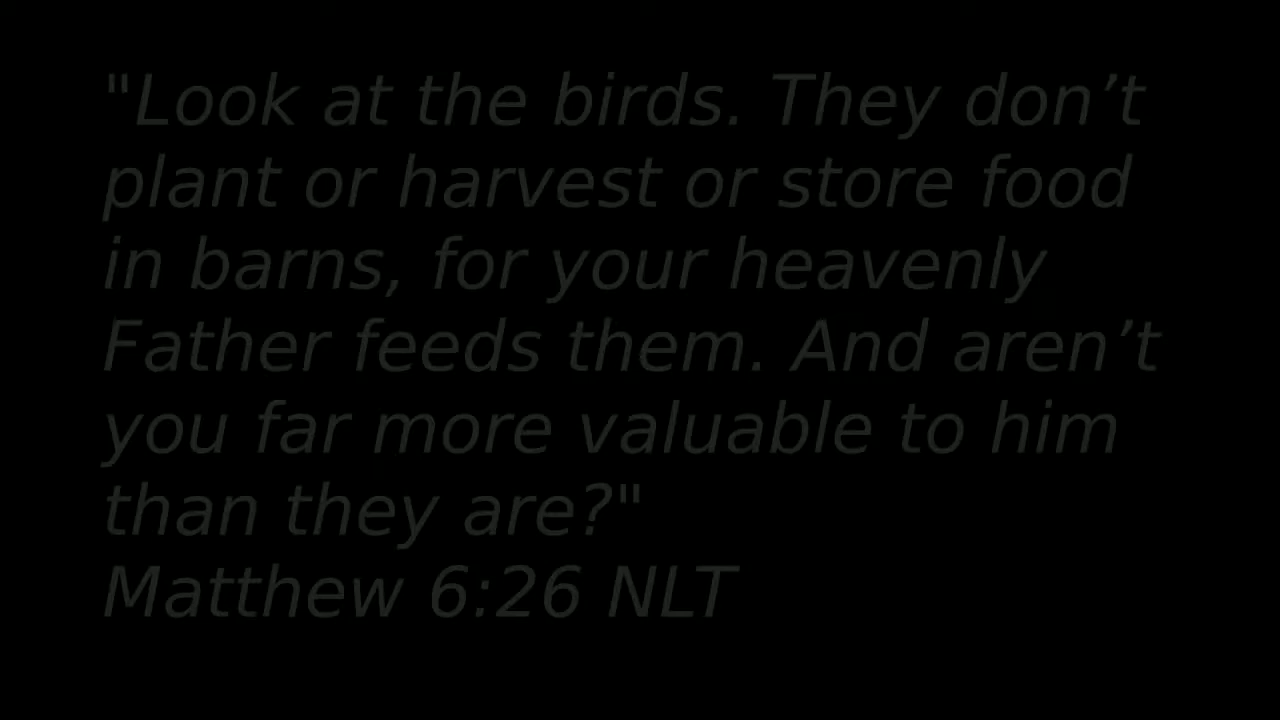 "Look at the birds. They don’t
plant or harvest or store food
in barns, for your heavenly
Father feeds them. And aren’t
you far more valuable to him
than they are?"
Matthew 6:26 NLT